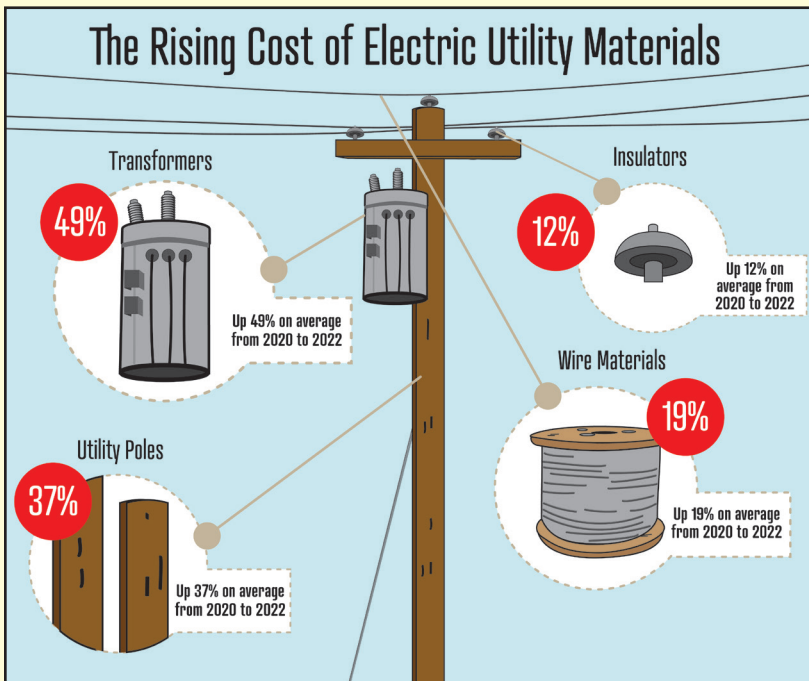 The Rising Cost of Electric Utility Materials
Transformers
49%
Up 49% on average
from 2020 to 2022
Insulators
12%
Up 12% on
average from
2020 to 2022
Wire Materials
19%
Up 19% on average
from 2020 to 2022
Utility Poles
37%
Up 37% on average
from 2020 to 2022